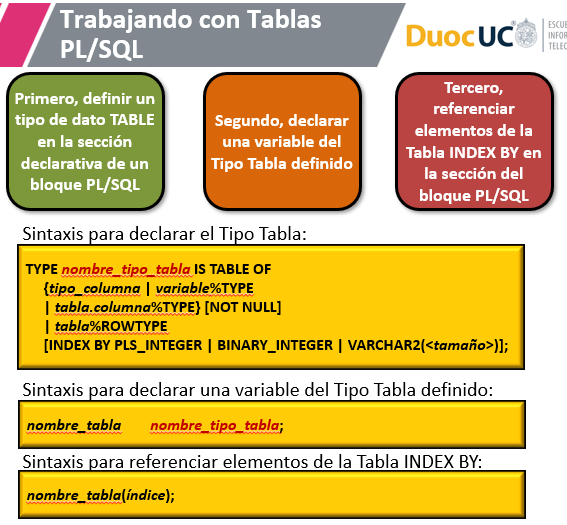 Trabajando con Tablas
PL/SQL
DuocUC
ESCUE
INFOR
TELEC
Primero, definir un
tipo de dato TABLE
en la sección
declarativa de un
bloque PL/SQL
Segundo, declarar
una variable del
Tipo Tabla definido
Tercero,
referenciar
elementos de la
Tabla INDEX BY en
la sección del
bloque PL/SQL
Sintaxis para declarar el Tipo Tabla:
TYPE nombre_tipo_tabla IS TABLE OF
{tipo_columna | variable%TYPE
| tabla.columna%TYPE} [NOT NULL]
| tabla%ROWTYPE
[INDEX BY PLS_INTEGER | BINARY_INTEGER | VARCHAR2(<tamaño>)];
Sintaxis para declarar una variable del Tipo Tabla definido:
nombre_tabla nombre_tipo_tabla;
Sintaxis para referenciar elementos de la Tabla INDEX BY:
nombre_tabla(índice);